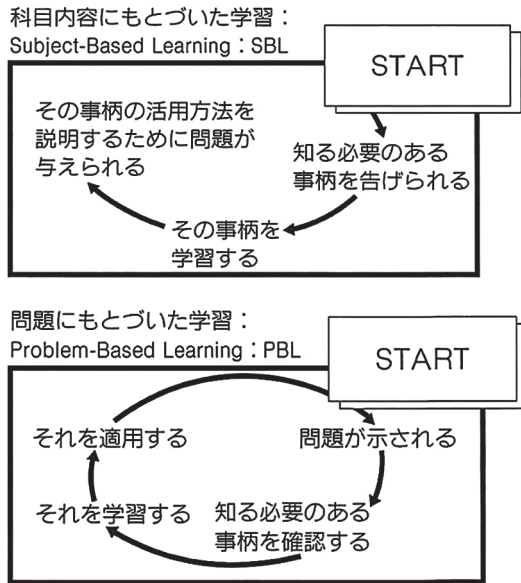 科目内容にもとづいた学習：
Subject-Based Learning：SBL
START
その事柄の活用方法を
説明するために問題が
与えられる
知る必要のある
事柄を告げられる
その事柄を
学習する
問題にもとづいた学習：
Problem-Based Learning：PBL
START
それを適用する
問題が示される
それを学習する
知る必要のある
事柄を確認する